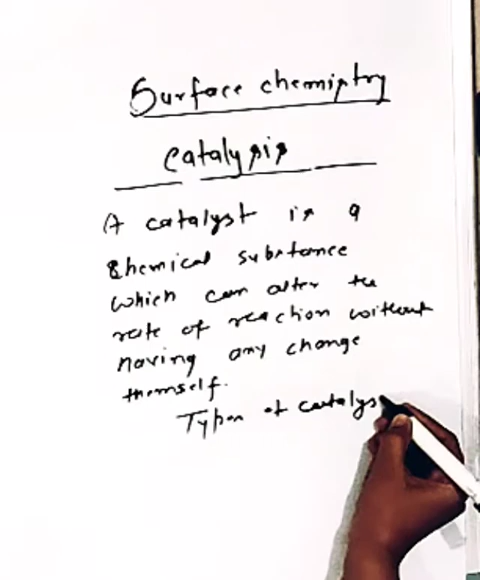 Surface chemistry
Catalysis
A catalyst is a
chemical substance
which can alter the
rate of reaction without
having any change
themself.
Types of catalys